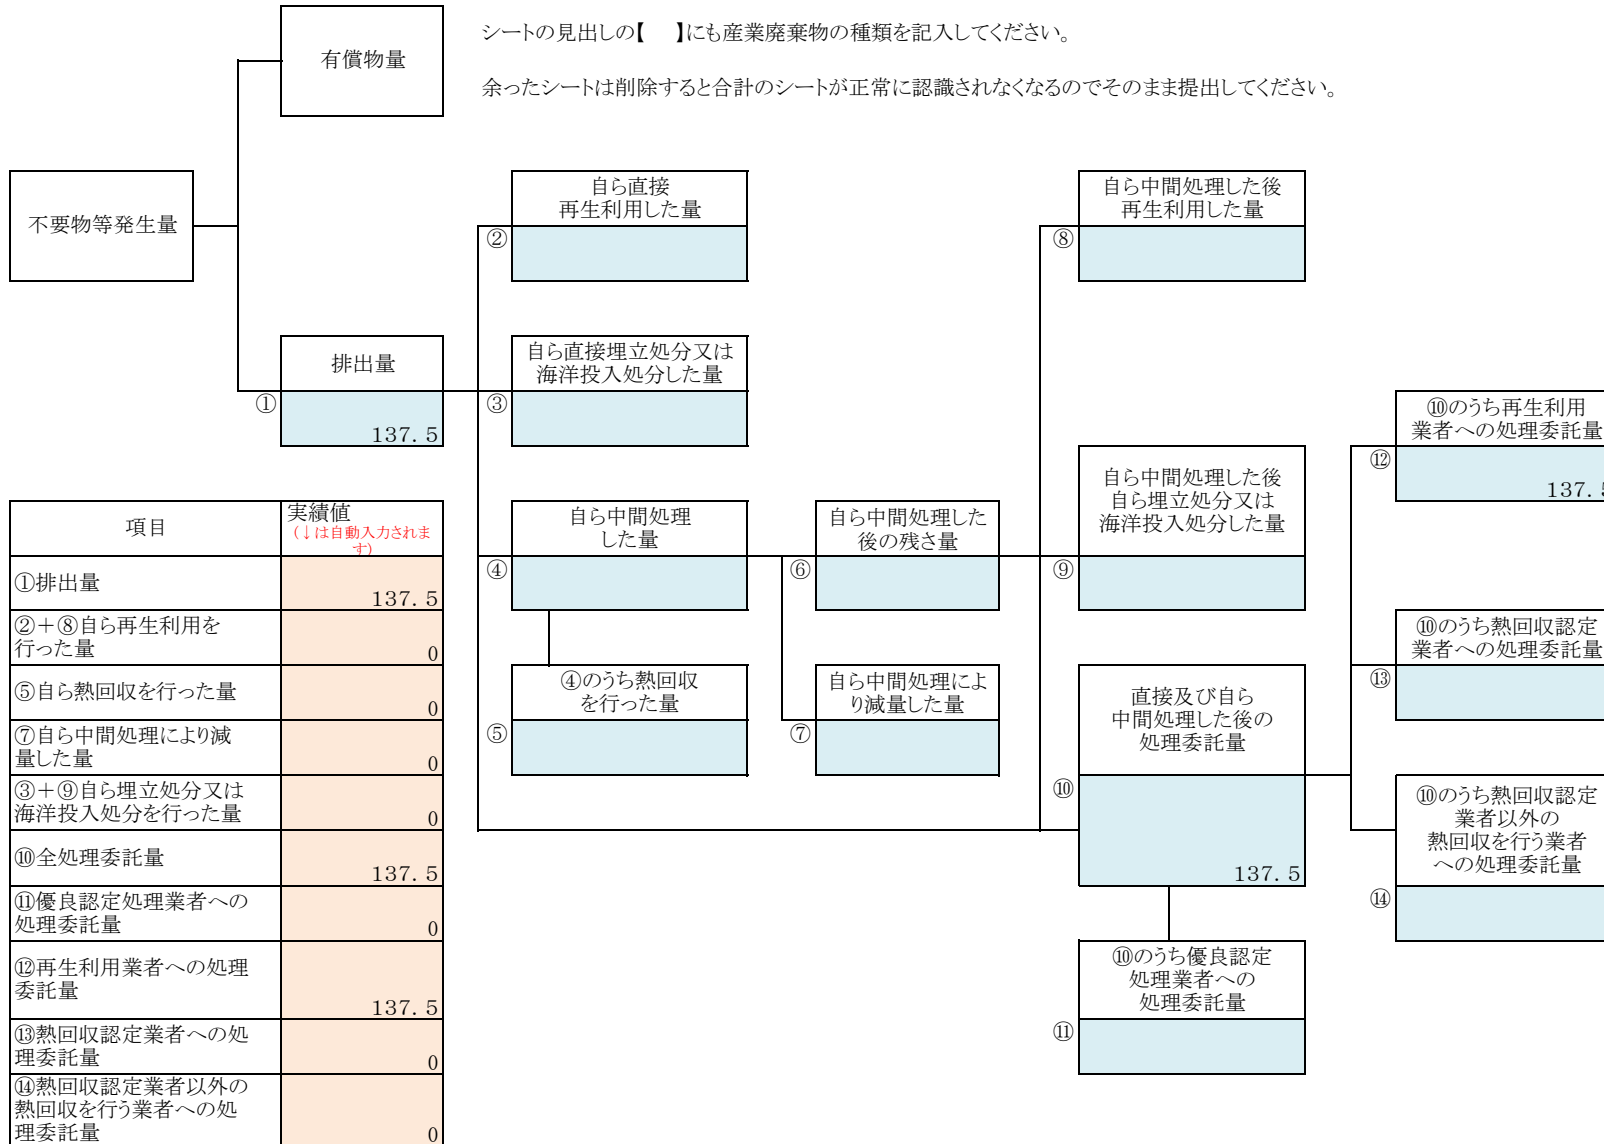 シートの見出しの【　】にも産業廃棄物の種類を記入してください。
余ったシートは削除すると合計のシートが正常に認識されなくなるのでそのまま提出してください。
有償物量
不要物等発生量
自ら直接
再生利用した量
②
自ら中間処理した後
再生利用した量
⑧
排出量
①
137.5
自ら直接埋立処分又は
海洋投入処分した量
③
⑩のうち再生利用
業者への処理委託量
⑫
137.5
自ら中間処理
した量
④
自ら中間処理した
後の残さ量
⑥
自ら中間処理した後
自ら埋立処分又は
海洋投入処分した量
⑨
⑩のうち熱回収認定
業者への処理委託量
⑬
④のうち熱回収
を行った量
⑤
自ら中間処理によ
り減量した量
⑦
直接及び自ら
中間処理した後の
処理委託量
⑩
137.5
⑩のうち熱回収認定
業者以外の
熱回収を行う業者
への処理委託量
⑭
⑩のうち優良認定
処理業者への
処理委託量
⑪
項目
実績値
(↓は自動入力されま
す)
①排出量
137.5
②＋⑧自ら再生利用を
行った量
0
⑤自ら熱回収を行った量
0
⑦自ら中間処理により減
量した量
0
③＋⑨自ら埋立処分又は
海洋投入処分を行った量
0
⑩全処理委託量
137.5
⑪優良認定処理業者への
処理委託量
0
⑫再生利用業者への処理
委託量
137.5
⑬熱回収認定業者への処
理委託量
0
⑭熱回収認定業者以外の
熱回収を行う業者への処
理委託量
0